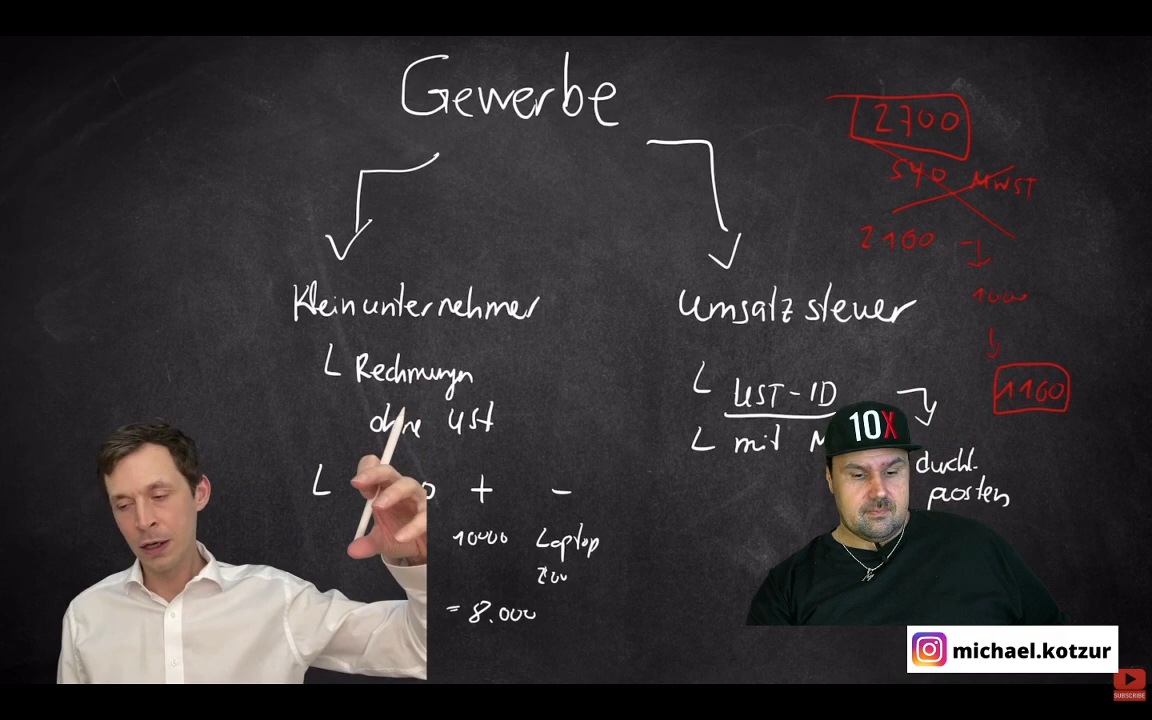 Gewerbe
2700
540 MWST
2160
1000
1160
Kleinunternehmer
Rechnungen
ohne USt
+ -
10000 Laptop
= 8.000
Umsatzsteuer
UST-ID
mit
durchl.
posten
10X
michael.kotzur
SUBSCRIBE